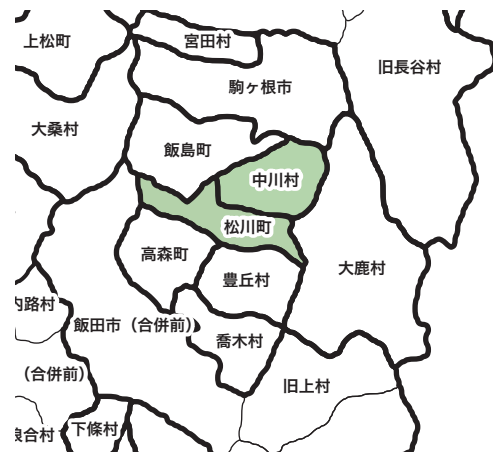 上松町
宮田村
旧長谷村
駒ヶ根市
大桑村
飯島町
中川村
松川町
高森町
大鹿村
豊丘村
内路村
飯田市（合併前）
喬木村
（合併前）
旧上村
浪合村
下條村